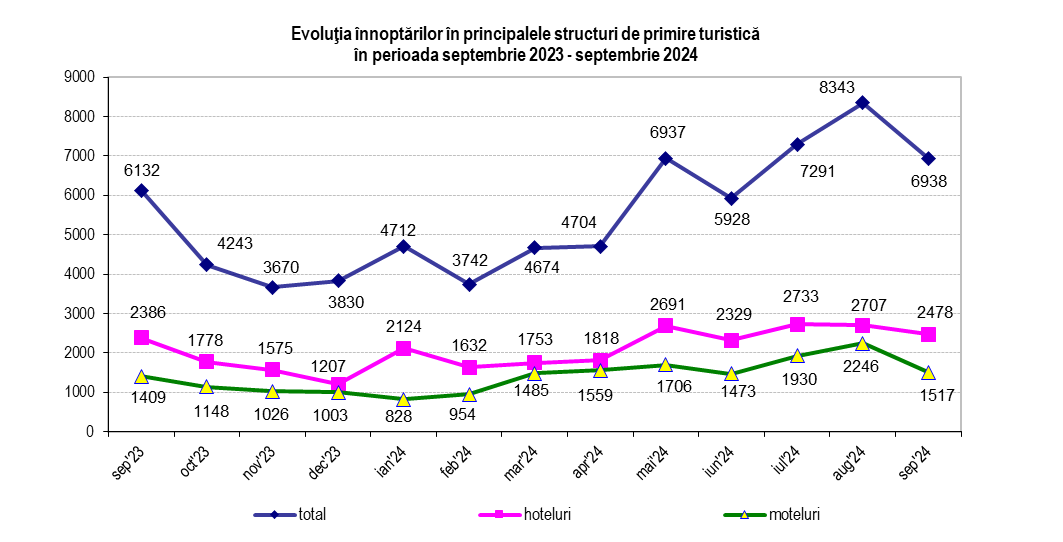 Evoluţia înnoptărilor în principalele structuri de primire turistică
în perioada septembrie 2023 - septembrie 2024
9000
8000
7000
6000
5000
4000
3000
2000
1000
0
6132
4243
3670
3830
4712
3742
4674
4704
6937
5928
7291
8343
6938
2386
1778
1575
1207
2124
1632
1753
1818
2691
2329
2733
2707
2478
1409
1148
1026
1003
828
954
1485
1559
1706
1473
1930
2246
1517
sep'23
oct'23
nov'23
dec'23
ian'24
feb'24
mar'24
apr'24
mai'24
iun'24
iul'24
aug'24
sep'24
total
hoteluri
moteluri